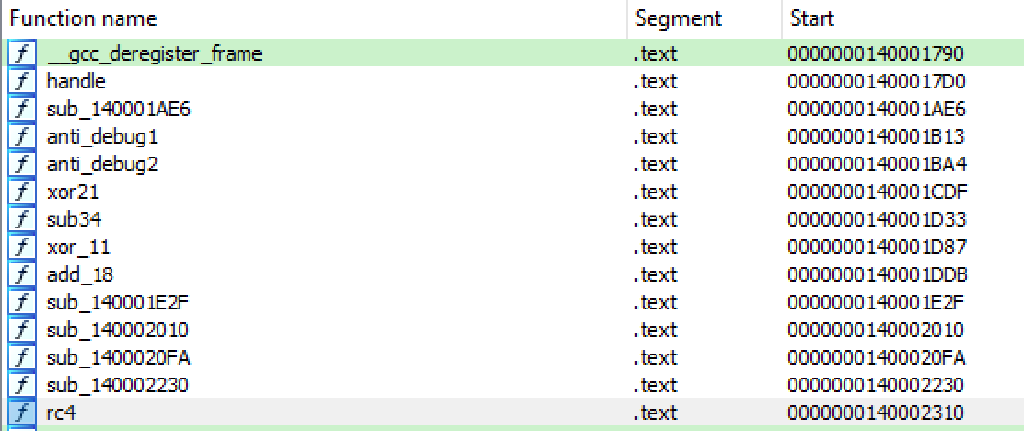 Function name Segment Start
f __gcc_deregister_frame .text 0000000140001790
f handle .text 00000001400017D0
f sub_140001AE6 .text 0000000140001AE6
f anti_debug1 .text 0000000140001B13
f anti_debug2 .text 0000000140001BA4
f xor21 .text 0000000140001CDF
f sub34 .text 0000000140001D33
f xor_11 .text 0000000140001D87
f add_18 .text 0000000140001DDB
f sub_140001E2F .text 0000000140001E2F
f sub_140002010 .text 0000000140002010
f sub_1400020FA .text 00000001400020FA
f sub_140002230 .text 0000000140002230
f rc4 .text 0000000140002310